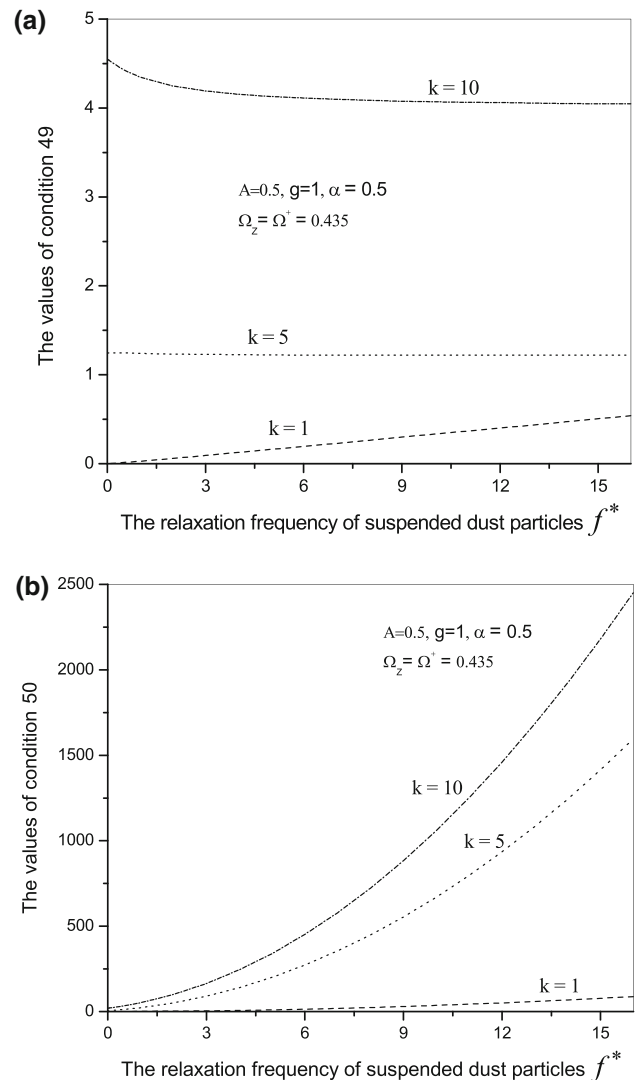 (a)
5
4
3
2
1
0
The values of condition 49
k = 10
A=0.5, g=1, α = 0.5
Ω_z = Ω⁺ = 0.435
k = 5
k = 1
0 3 6 9 12 15
The relaxation frequency of suspended dust particles f*
(b)
2500
2000
1500
1000
500
0
The values of condition 50
A=0.5, g=1, α = 0.5
Ω_z = Ω⁺ = 0.435
k = 10
k = 5
k = 1
0 3 6 9 12 15
The relaxation frequency of suspended dust particles f*